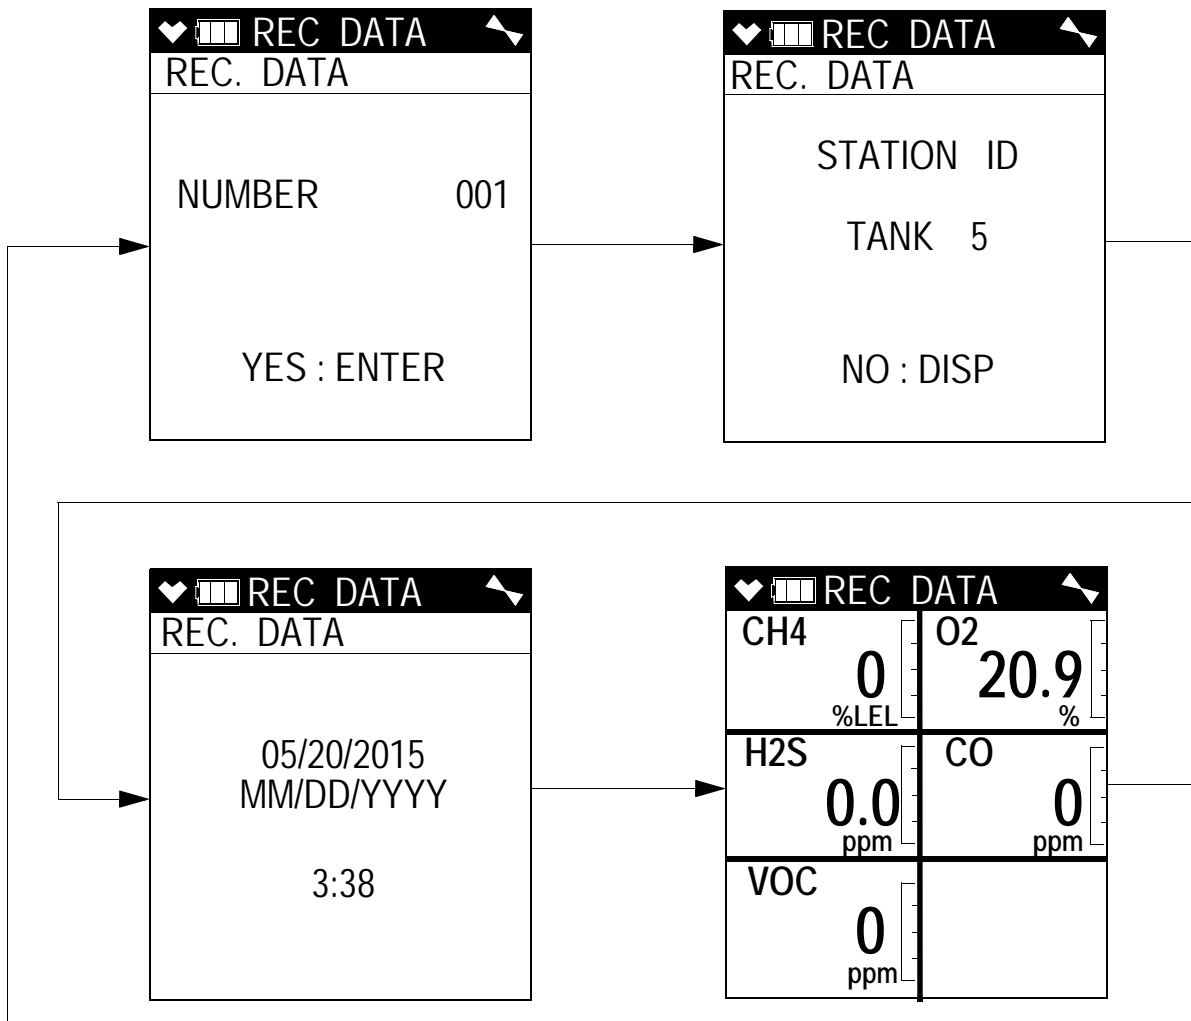 REC DATA
REC. DATA
NUMBER 001
YES : ENTER
REC DATA
REC. DATA
STATION ID
TANK 5
NO : DISP
REC DATA
REC. DATA
05/20/2015
MM/DD/YYYY
3:38
REC DATA
CH4
0
%LEL
O2
20.9
%
H2S
0.0
ppm
CO
0
ppm
VOC
0
ppm